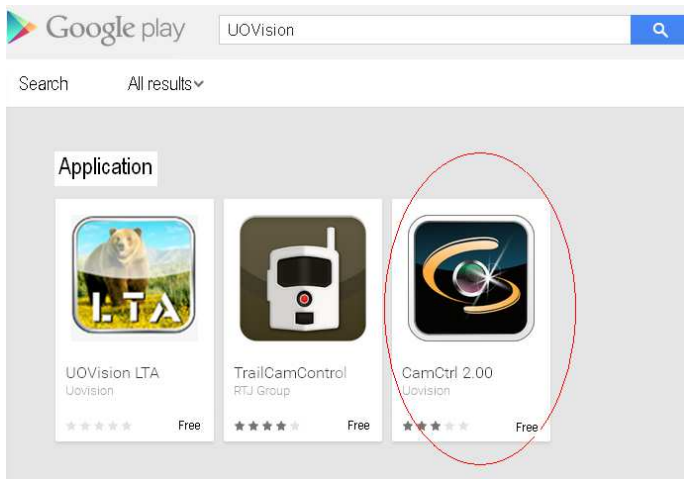 Google play
UOVision
Search All results
Application
LTA
UOVision LTA
Uovision
Free
TrailCamControl
RTJ Group
Free
CamCtrl 2.00
Uovision
Free